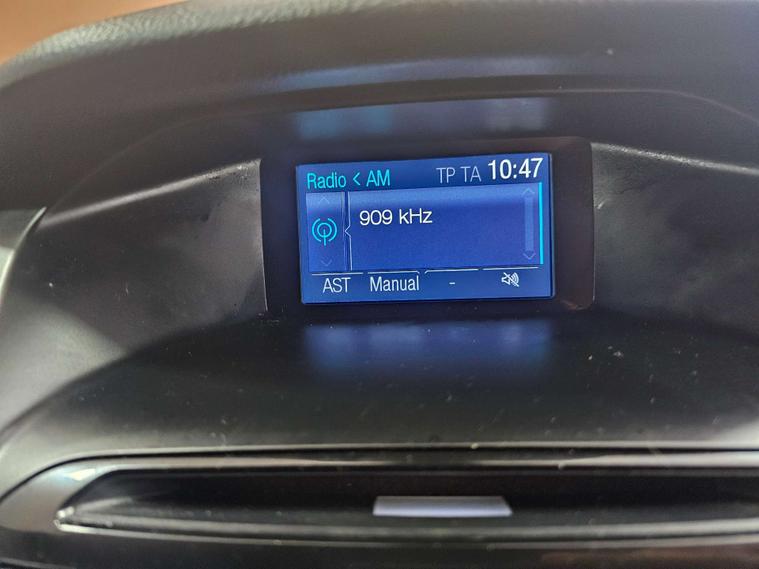 Radio < AM TP TA 10:47
909 kHz
AST Manual -